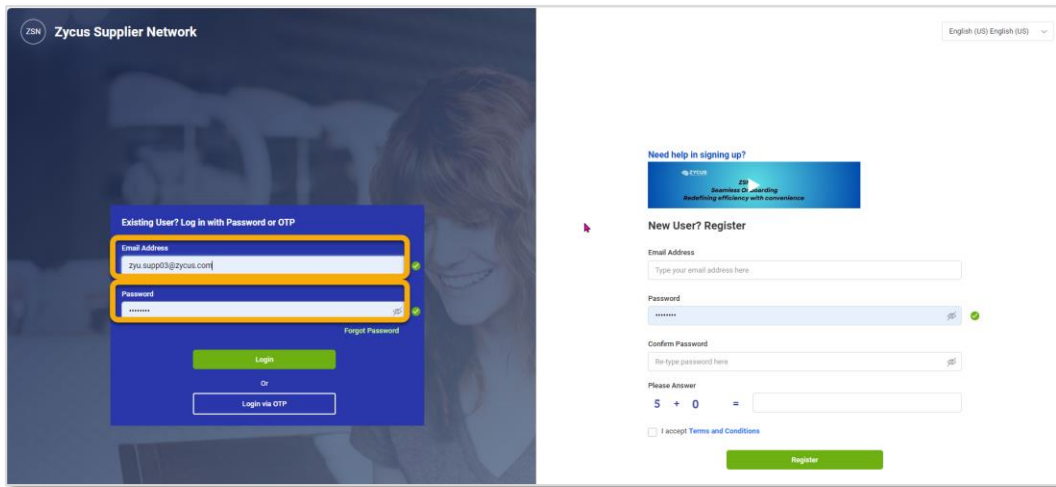 ZSN Zycus Supplier Network
Existing User? Log in with Password or OTP
Email Address
zyu.supp03@zycus.com
Password
••••••••
Forgot Password
Login
Or
Login via OTP
English (US) English (US)
Need help in signing up?
ZYCUS
Seamless Onboarding
Redefining efficiency with convenience
New User? Register
Email Address
Type your email address here
Password
••••••••
Confirm Password
Re-type password here
Please Answer
5 + 0 =
I accept Terms and Conditions
Register